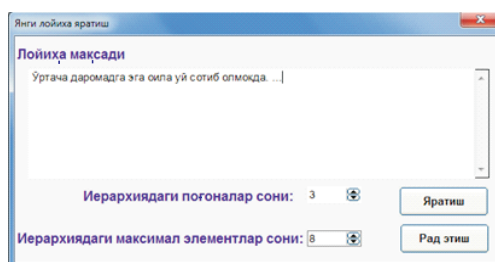 Янги лойиха яратиш
Лойиҳа мақсади
Ўртача даромадга эга оила уй сотиб олмоқда. ...
Иерархиядаги поғоналар сони: 3
Яратиш
Иерархиядаги максимал элементлар сони: 8
Рад этиш